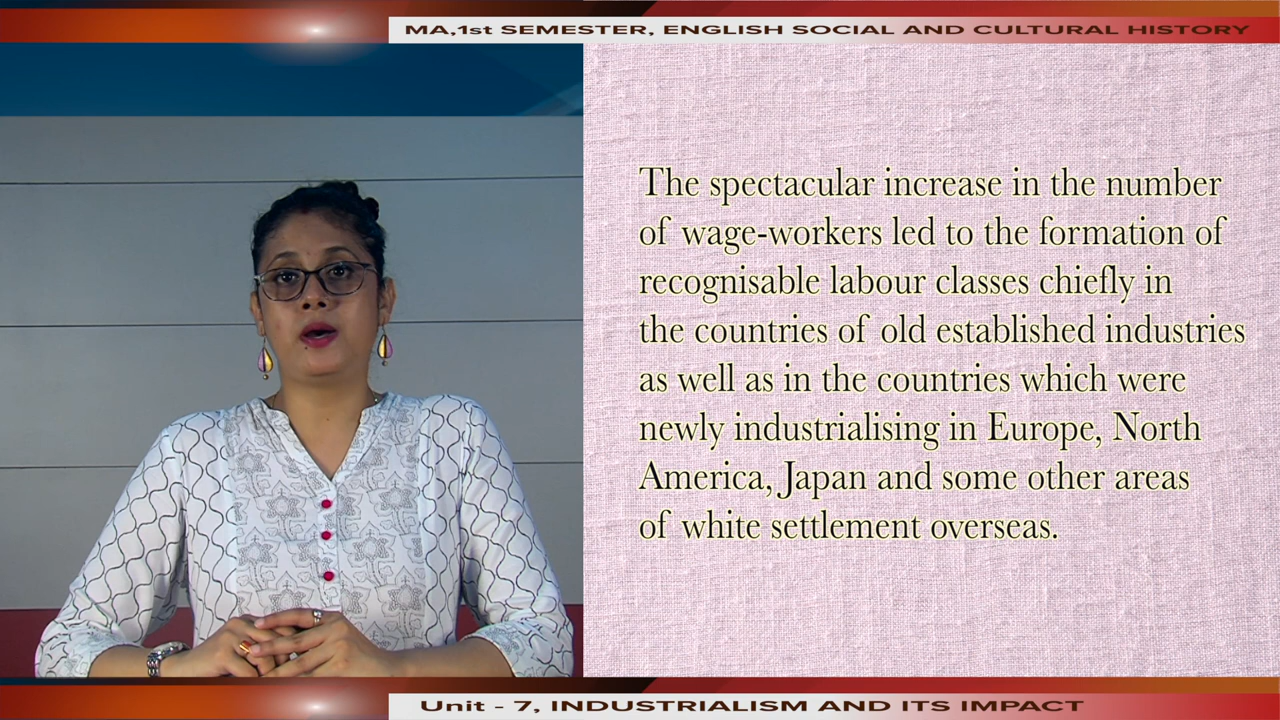 MA,1st SEMESTER, ENGLISH SOCIAL AND CULTURAL HISTORY
The spectacular increase in the number
of wage-workers led to the formation of
recognisable labour classes chiefly in
the countries of old established industries
as well as in the countries which were
newly industrialising in Europe, North
America, Japan and some other areas
of white settlement overseas.
Unit - 7, INDUSTRIALISM AND ITS IMPACT